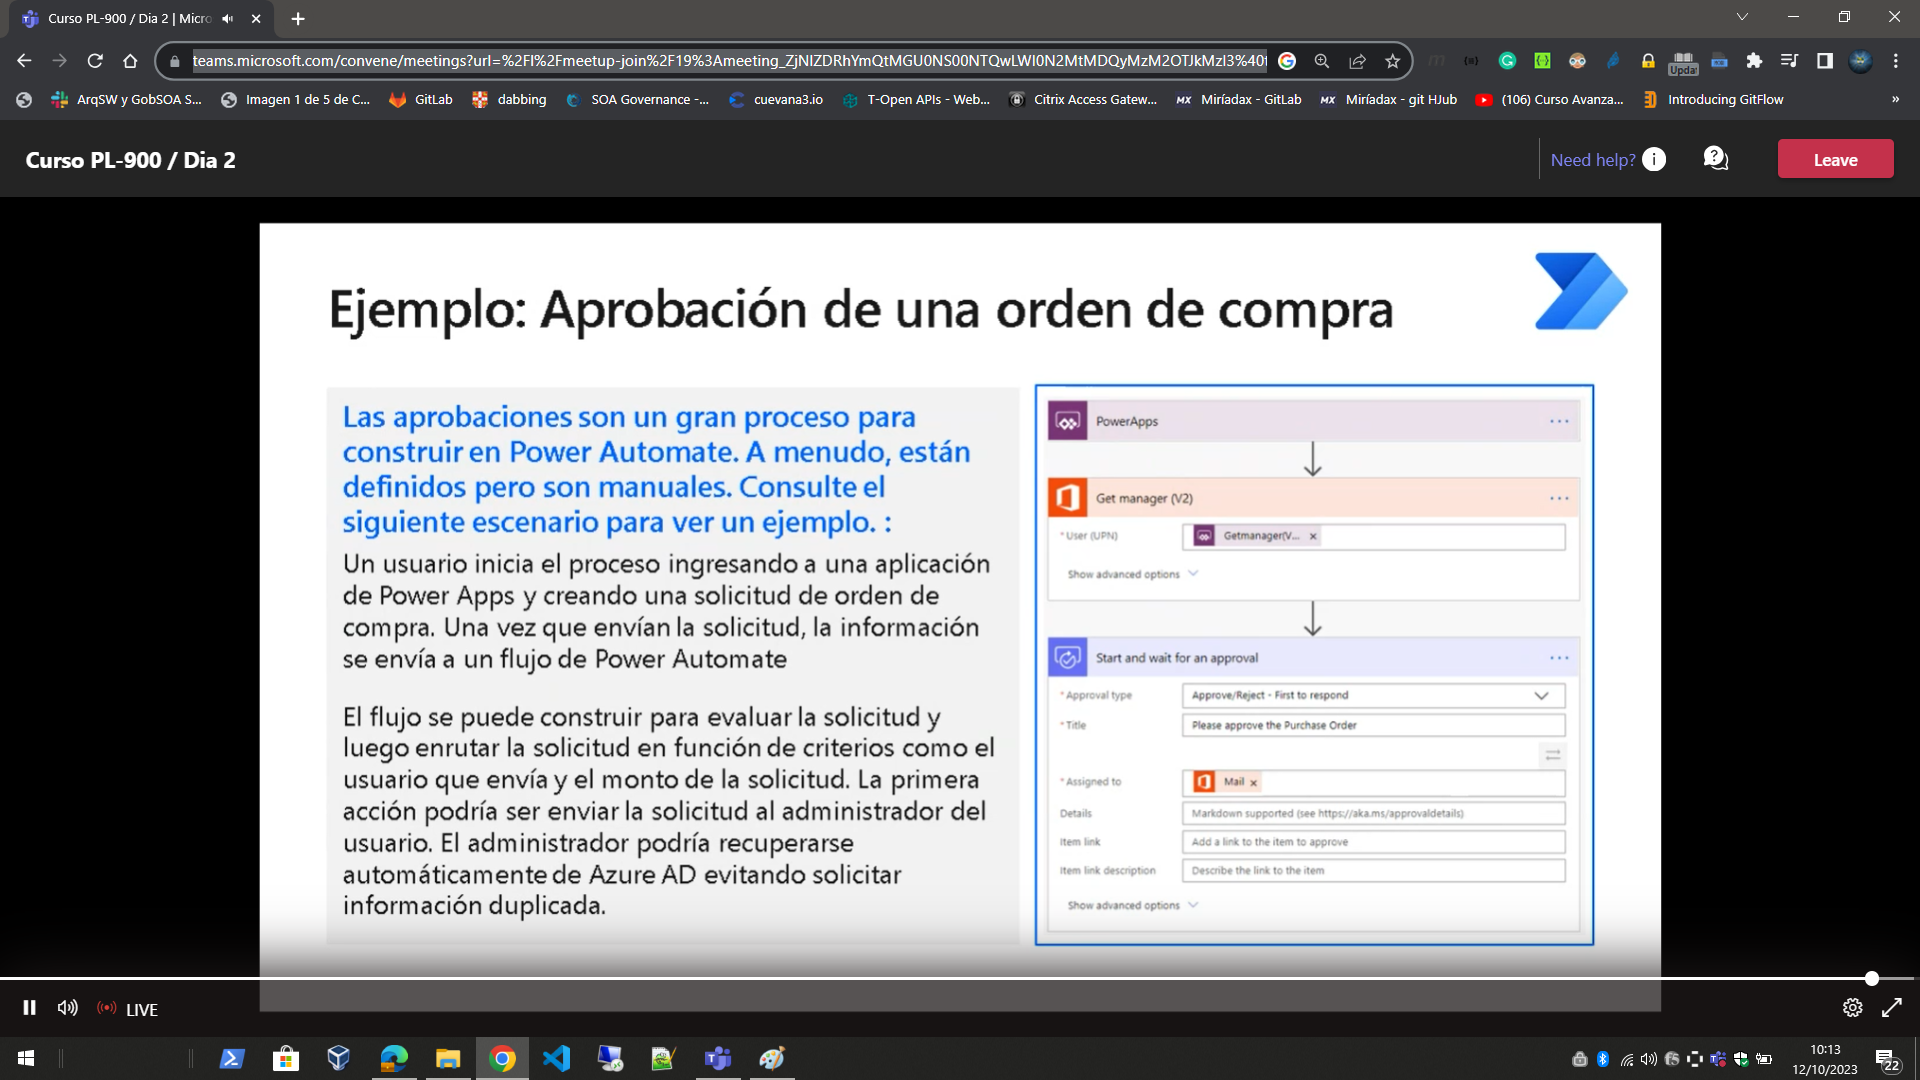 Curso PL-900 / Dia 2 | Micro
teams.microsoft.com/convene/meetings?url=%2Fl%2Fmeetup-join%2F19%3Ameeting_ZjNlZDRhYmQtMGU0NS00NTQwLWI0N2MtMDQyMzM2OTJkMzI3%40t
Upda
ArqSW y GobSOA S...
Imagen 1 de 5 de C...
GitLab
dabbing
SOA Governance -...
cuevana3.io
T-Open APIs - Web...
Citrix Access Gatew...
Miríadax - GitLab
Miríadax - git HJub
(106) Curso Avanza...
Introducing GitFlow
»
Curso PL-900 / Dia 2
Need help?
Leave
Ejemplo: Aprobación de una orden de compra
Las aprobaciones son un gran proceso para
construir en Power Automate. A menudo, están
definidos pero son manuales. Consulte el
siguiente escenario para ver un ejemplo. :
Un usuario inicia el proceso ingresando a una aplicación
de Power Apps y creando una solicitud de orden de
compra. Una vez que envían la solicitud, la información
se envía a un flujo de Power Automate
El flujo se puede construir para evaluar la solicitud y
luego enrutar la solicitud en función de criterios como el
usuario que envía y el monto de la solicitud. La primera
acción podría ser enviar la solicitud al administrador del
usuario. El administrador podría recuperarse
automáticamente de Azure AD evitando solicitar
información duplicada.
PowerApps
Get manager (V2)
* User (UPN)
Getmanager(V... ×
Show advanced options
Start and wait for an approval
* Approval type
Approve/Reject - First to respond
* Title
Please approve the Purchase Order
* Assigned to
Mail ×
Details
Markdown supported (see https://aka.ms/approvaldetails)
Item link
Add a link to the item to approve
Item link description
Describe the link to the item
Show advanced options
LIVE
10:13
12/10/2023
22